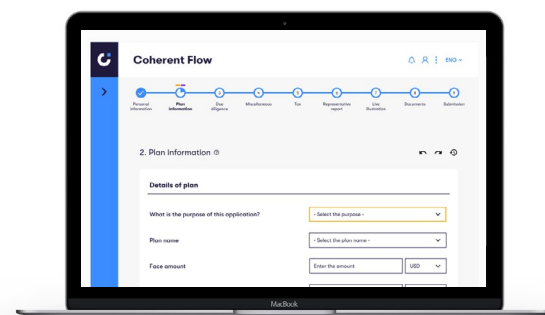 Coherent Flow
ENG
Personal information
Plan information
Due diligence
Miscellaneous
Tax
Representative report
Live illustration
Documents
Submission
2. Plan information
Details of plan
What is the purpose of this application?
- Select the purpose -
Plan name
- Select the plan name -
Face amount
Enter the amount
USD
MacBook